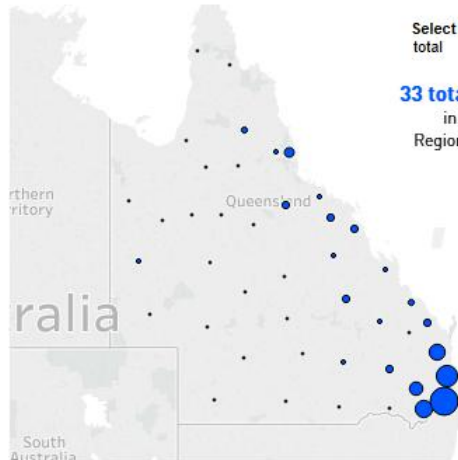 Select
total
33 tota
in
Region
rthern
rritory
Queensland
ralia
South
Australia